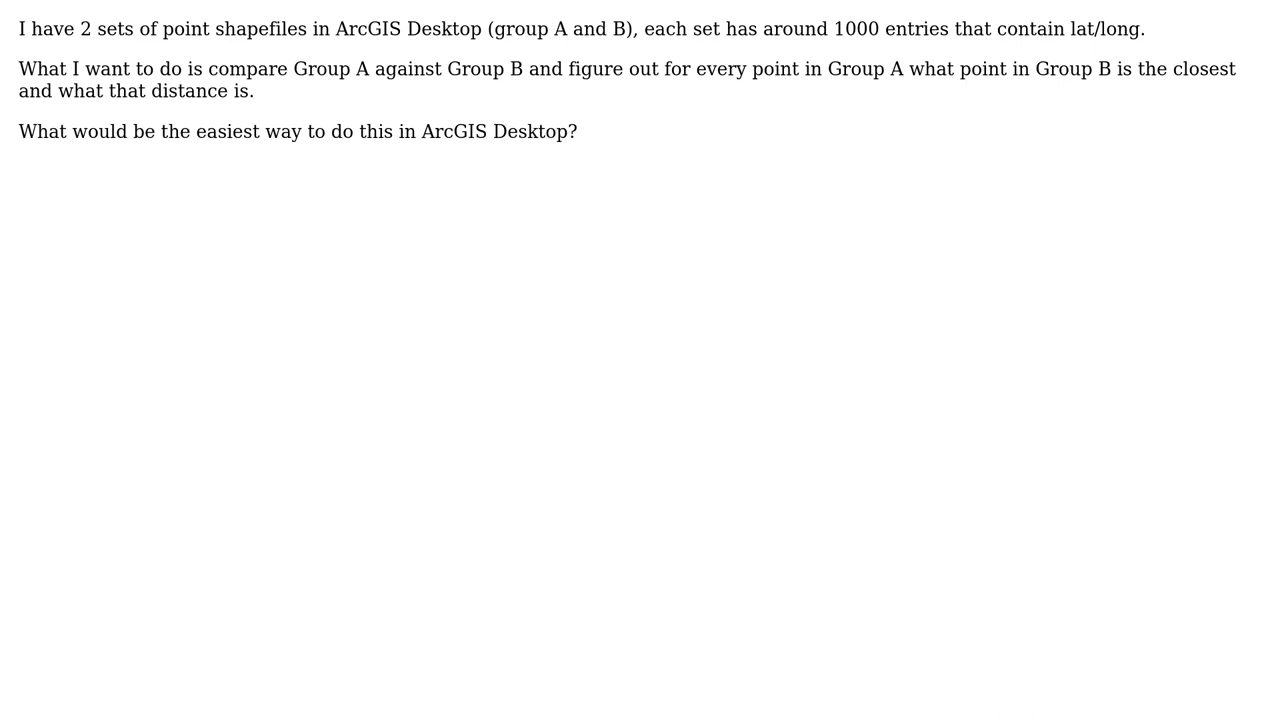 I have 2 sets of point shapefiles in ArcGIS Desktop (group A and B), each set has around 1000 entries that contain lat/long.
What I want to do is compare Group A against Group B and figure out for every point in Group A what point in Group B is the closest
and what that distance is.
What would be the easiest way to do this in ArcGIS Desktop?